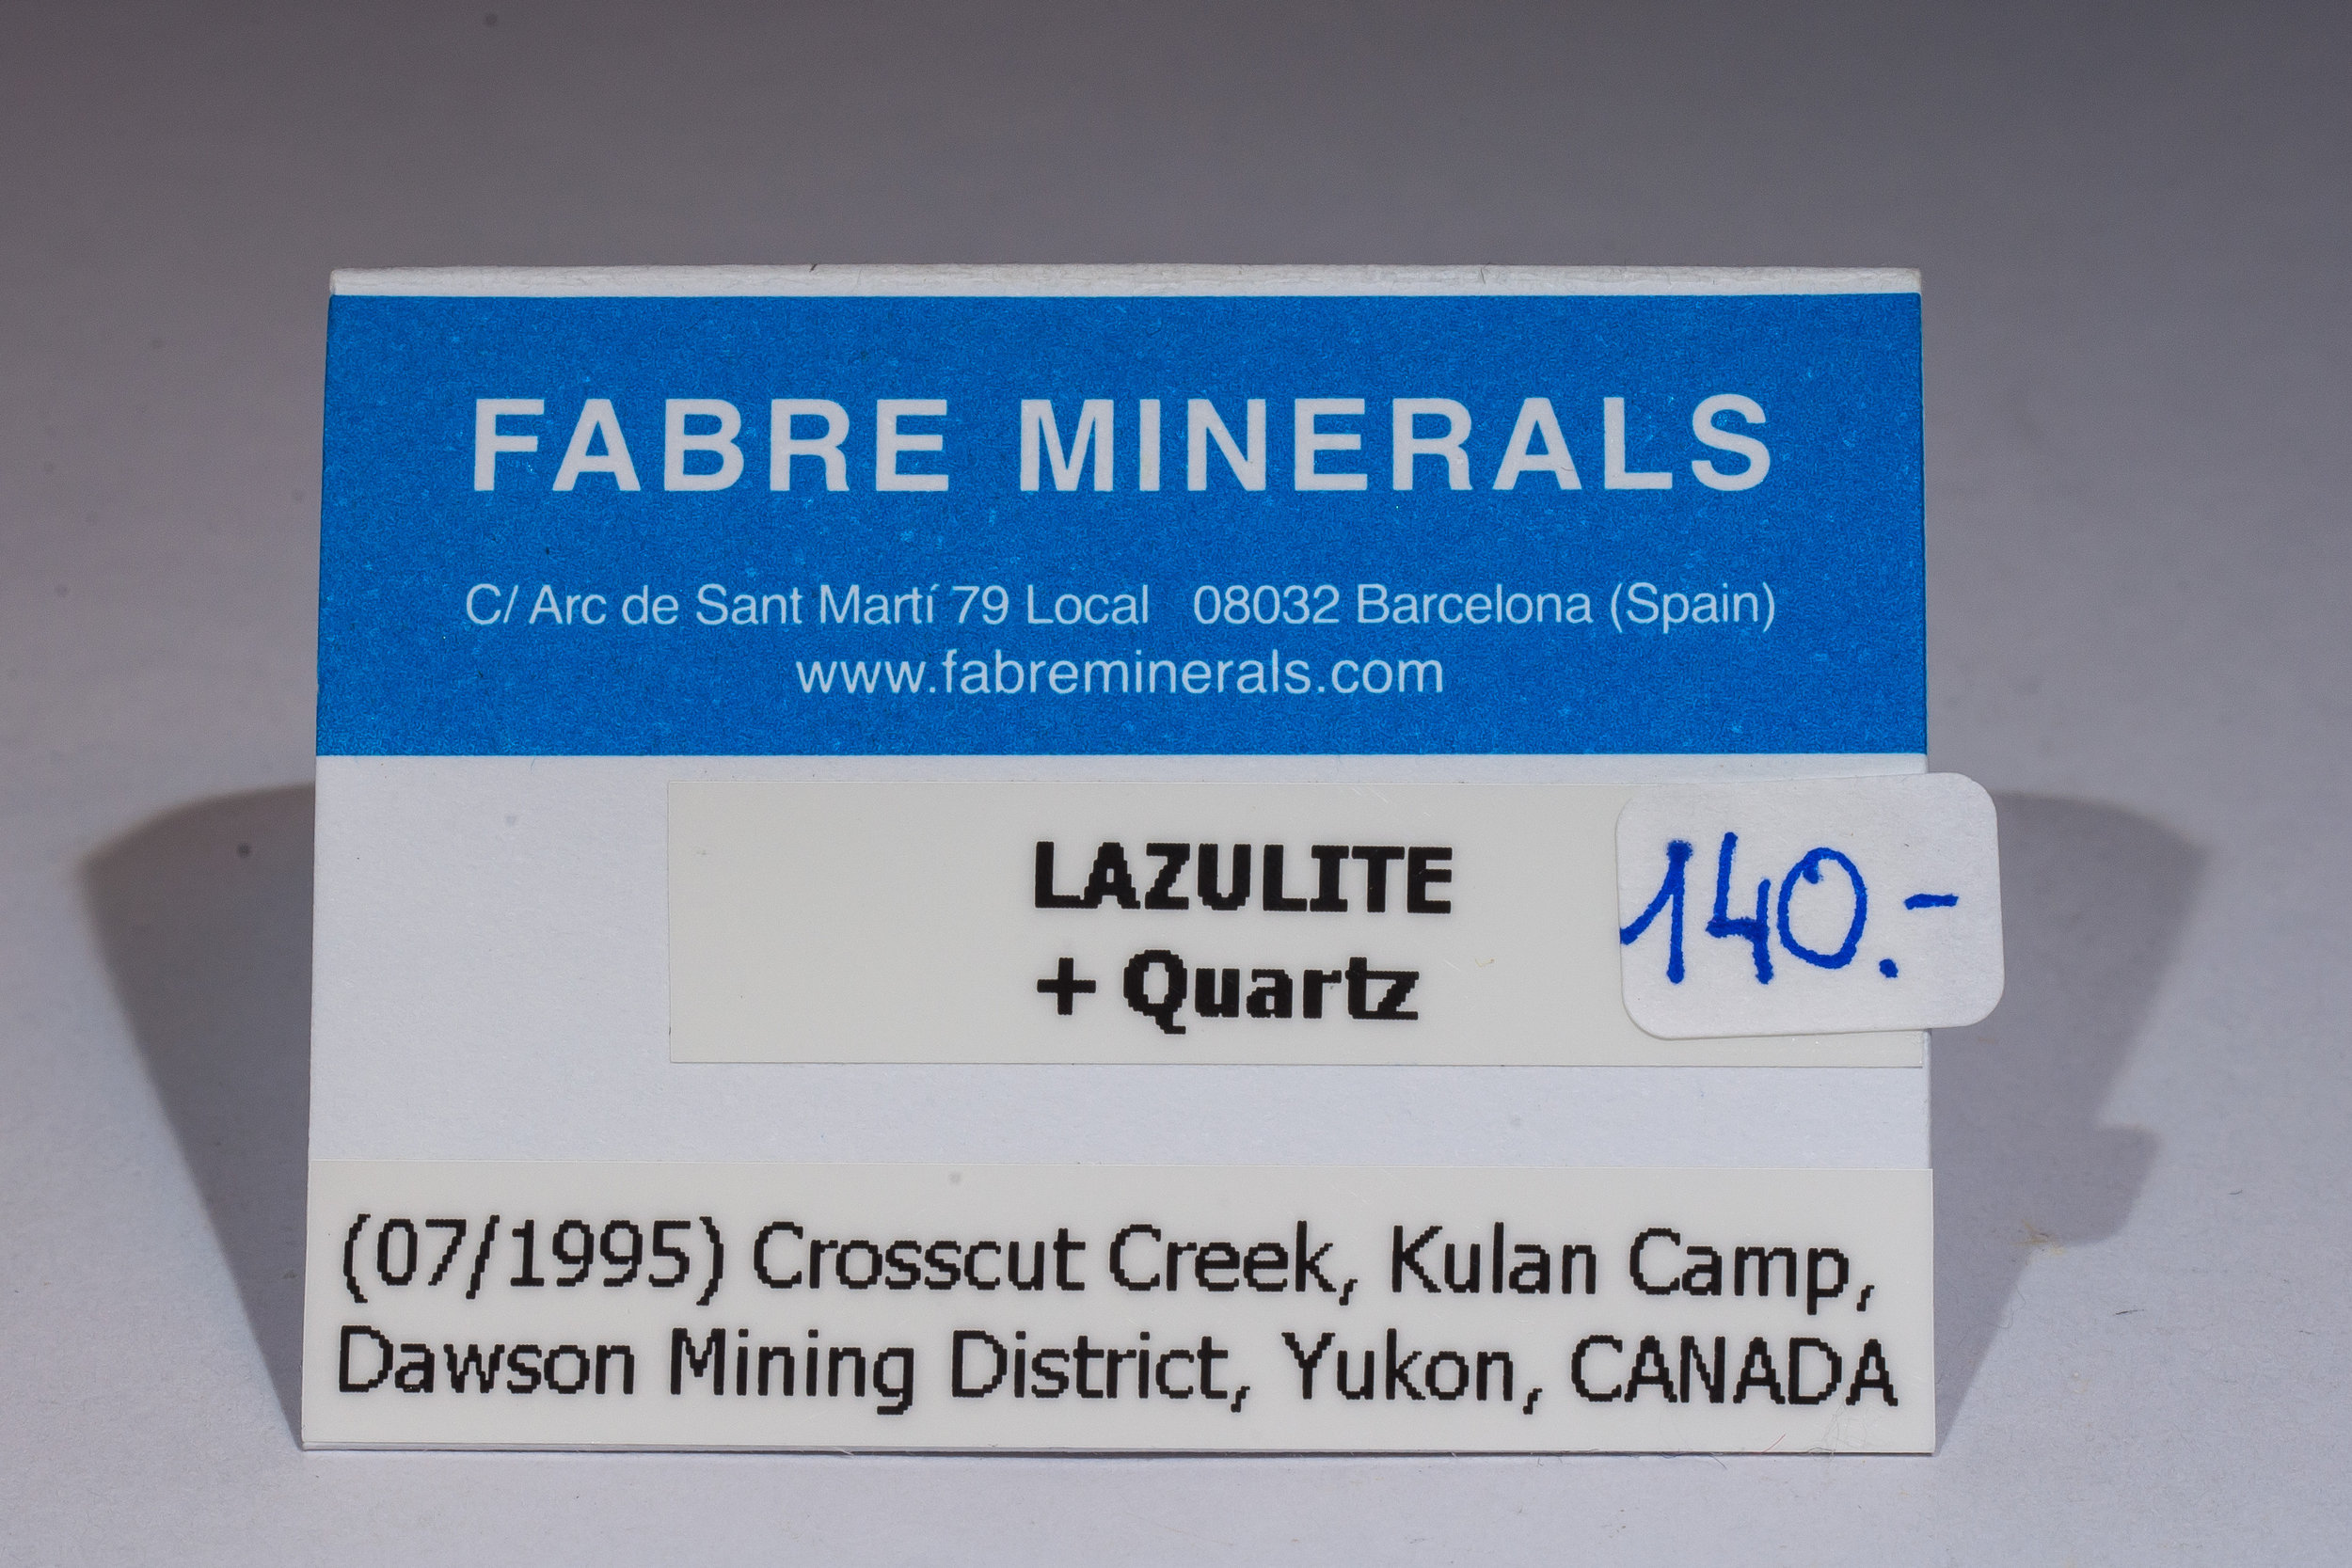 FABRE MINERALS
C/ Arc de Sant Martí 79 Local 08032 Barcelona (Spain)
www.fabreminerals.com
LAZULITE
+ Quartz
140.-
(07/1995) Crosscut Creek, Kulan Camp,
Dawson Mining District, Yukon, CANADA